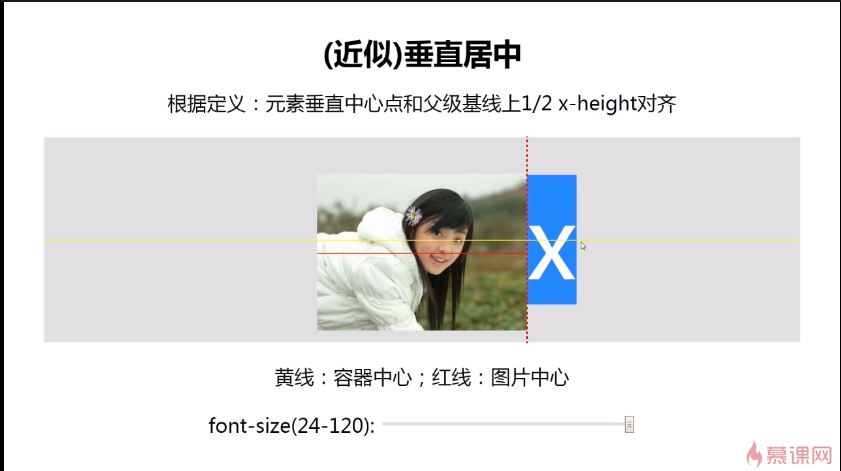 (近似)垂直居中
根据定义：元素垂直中心点和父级基线上1/2 x-height对齐
x
黄线：容器中心；红线：图片中心
font-size(24-120):
慕课网